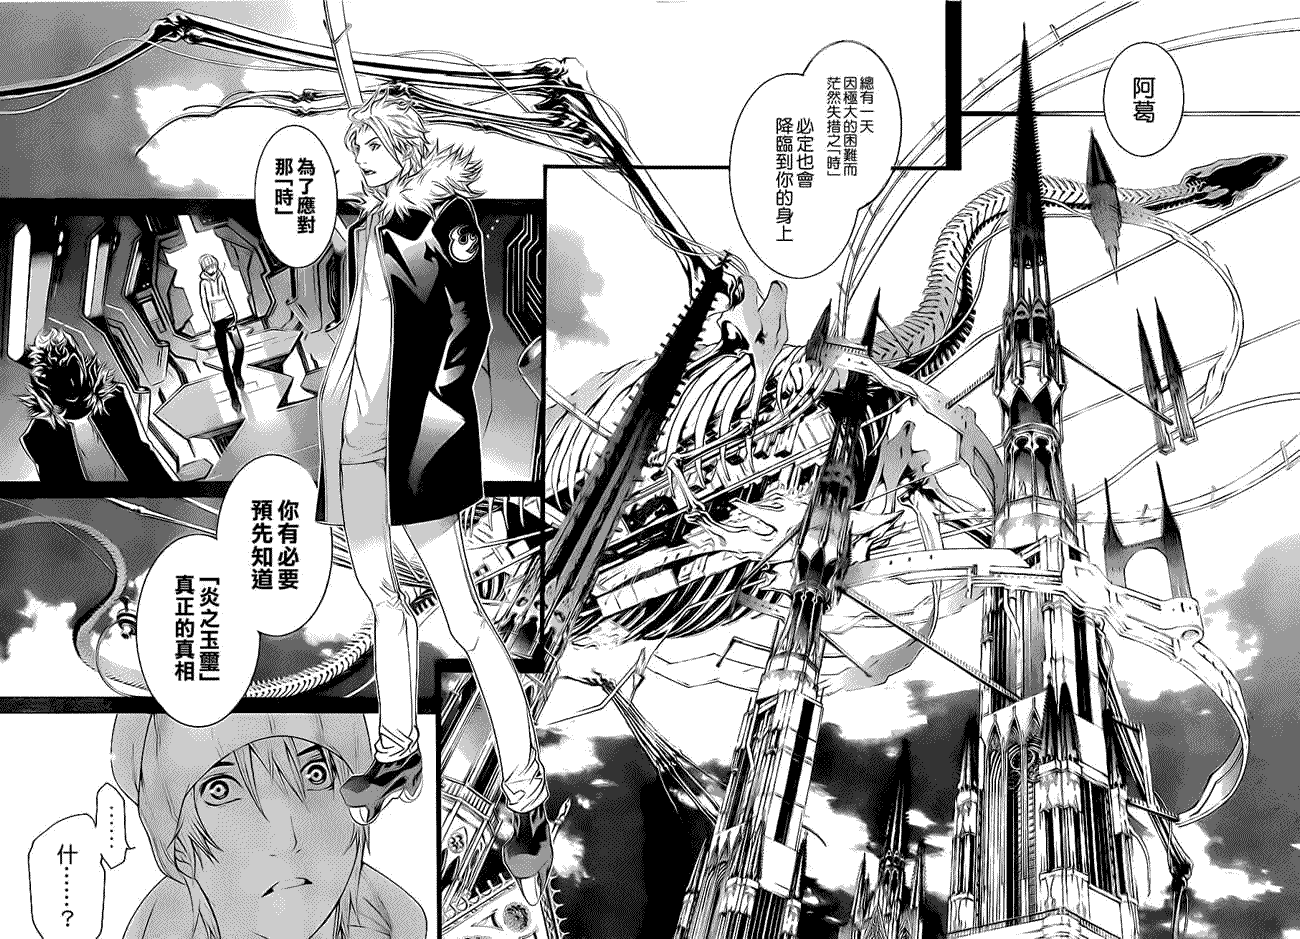 阿葛
總有一天
因極大的困難而
茫然失措之「時」
必定也會
降臨到你的身上
為了應對
那「時」
你有必要
預先知道
「炎之玉璽」
真正的真相
………
什………?